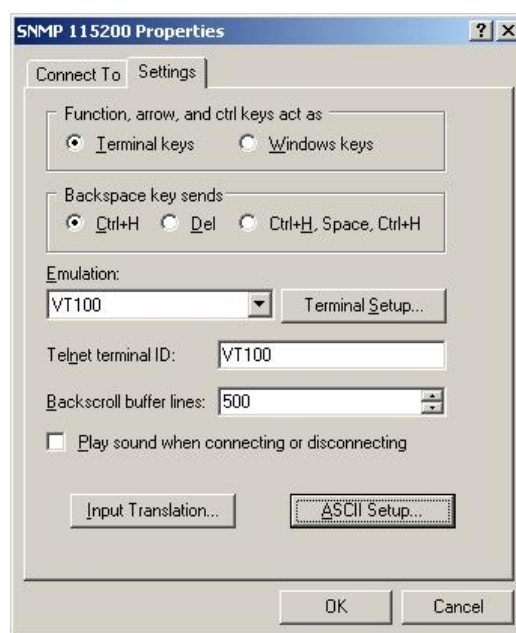 SNMP 115200 Properties
Connect To Settings
Function, arrow, and ctrl keys act as
Terminal keys Windows keys
Backspace key sends
Ctrl+H Del Ctrl+H, Space, Ctrl+H
Emulation:
VT100 Terminal Setup...
Telnet terminal ID: VT100
Backscroll buffer lines: 500
Play sound when connecting or disconnecting
Input Translation... ASCII Setup...
OK Cancel